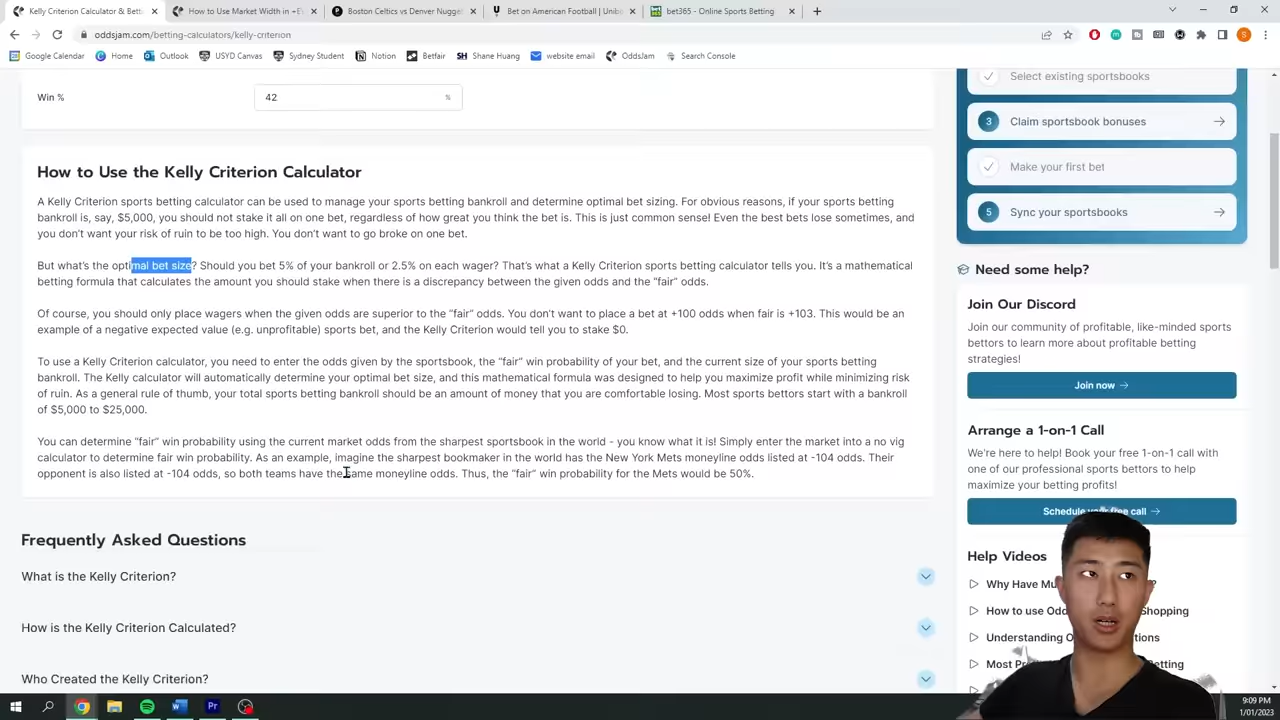 Kelly Criterion Calculator & Bett
How to Use Market Width in +E
Boston Celtics vs Denver Nugget
Bet on American Football | Unib
bet365 - Online Sports Betting
oddsjam.com/betting-calculators/kelly-criterion
Google Calendar
Home
Outlook
USYD Canvas
Sydney Student
Notion
Betfair
SH Shane Huang
website email
OddsJam
Search Console
Win %
42
%
How to Use the Kelly Criterion Calculator
A Kelly Criterion sports betting calculator can be used to manage your sports betting bankroll and determine optimal bet sizing. For obvious reasons, if your sports betting
bankroll is, say, $5,000, you should not stake it all on one bet, regardless of how great you think the bet is. This is just common sense! Even the best bets lose sometimes, and
you don't want your risk of ruin to be too high. You don't want to go broke on one bet.
But what's the optimal bet size? Should you bet 5% of your bankroll or 2.5% on each wager? That's what a Kelly Criterion sports betting calculator tells you. It's a mathematical
betting formula that calculates the amount you should stake when there is a discrepancy between the given odds and the "fair" odds.
Of course, you should only place wagers when the given odds are superior to the "fair" odds. You don't want to place a bet at +100 odds when fair is +103. This would be an
example of a negative expected value (e.g. unprofitable) sports bet, and the Kelly Criterion would tell you to stake $0.
To use a Kelly Criterion calculator, you need to enter the odds given by the sportsbook, the "fair" win probability of your bet, and the current size of your sports betting
bankroll. The Kelly calculator will automatically determine your optimal bet size, and this mathematical formula was designed to help you maximize profit while minimizing risk
of ruin. As a general rule of thumb, your total sports betting bankroll should be an amount of money that you are comfortable losing. Most sports bettors start with a bankroll
of $5,000 to $25,000.
You can determine "fair" win probability using the current market odds from the sharpest sportsbook in the world - you know what it is! Simply enter the market into a no vig
calculator to determine fair win probability. As an example, imagine the sharpest bookmaker in the world has the New York Mets moneyline odds listed at -104 odds. Their
opponent is also listed at -104 odds, so both teams have the same moneyline odds. Thus, the "fair" win probability for the Mets would be 50%.
Frequently Asked Questions
What is the Kelly Criterion?
How is the Kelly Criterion Calculated?
Who Created the Kelly Criterion?
Select existing sportsbooks
3 Claim sportsbook bonuses
Make your first bet
5 Sync your sportsbooks
Need some help?
Join Our Discord
Join our community of profitable, like-minded sports
bettors to learn more about profitable betting
strategies!
Join now
Arrange a 1-on-1 Call
We're here to help! Book your free 1-on-1 call with
one of our professional sports bettors to help you
maximize your betting profits!
Schedule your free call
Help Videos
Why Have Mu
How to use Odd Shopping
Understanding O tions
Most Pr etting
9:09 PM
1/01/2023